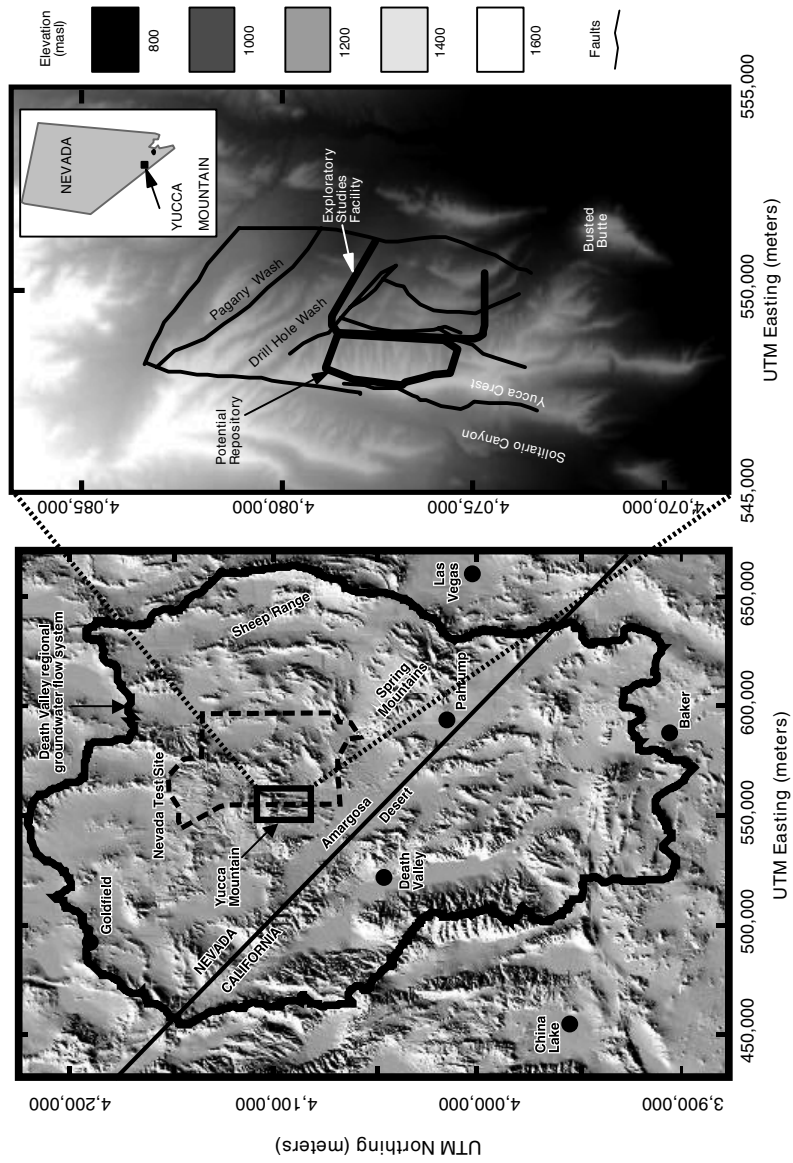 4,200,000
4,100,000
4,000,000
3,900,000
UTM Northing (meters)
450,000
500,000
550,000
600,000
650,000
UTM Easting (meters)
Death Valley regional
groundwater flow system
Nevada Test Site
Goldfield
Yucca
Mountain
NEVADA
CALIFORNIA
Sheep Range
Spring
Mountains
Las
Vegas
Pahrump
Amargosa
Desert
Death
Valley
Baker
China
Lake
4,085,000
4,080,000
4,075,000
4,070,000
545,000
550,000
555,000
UTM Easting (meters)
NEVADA
YUCCA
MOUNTAIN
Pagany Wash
Drill Hole Wash
Exploratory
Studies
Facility
Potential
Repository
Yucca Crest
Solitario Canyon
Busted
Butte
Elevation
(masl)
800
1000
1200
1400
1600
Faults